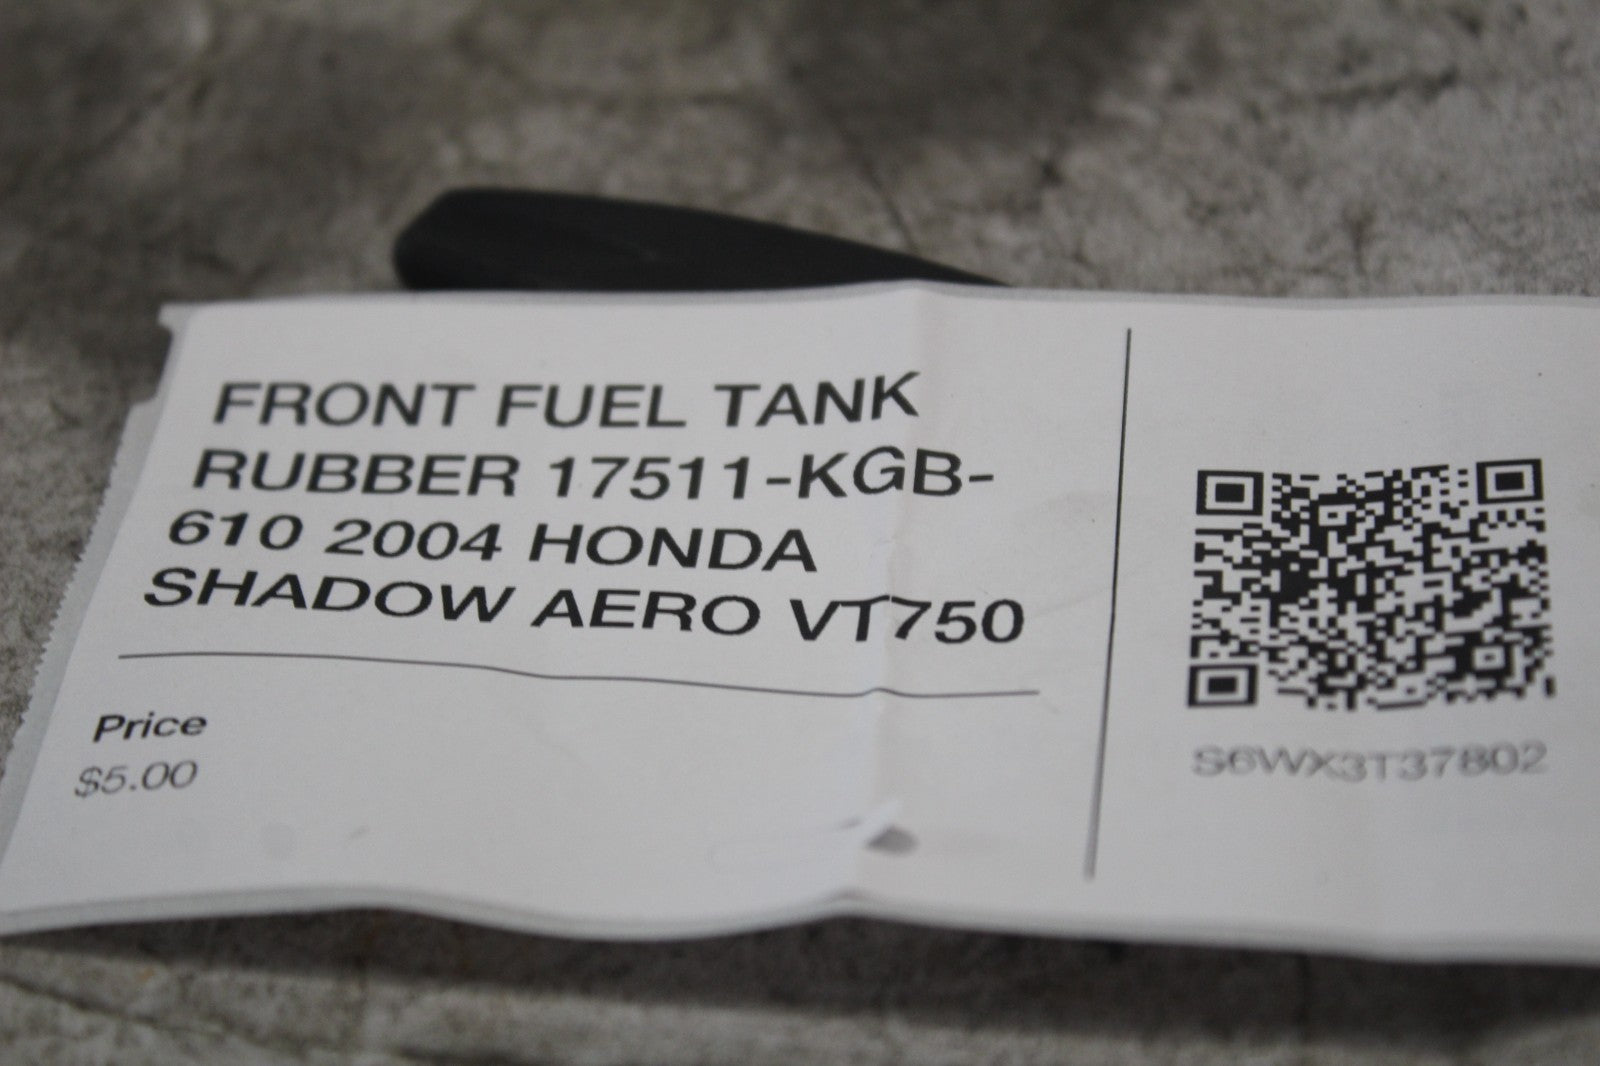 FRONT FUEL TANK
RUBBER 17511-KGB-
610 2004 HONDA
SHADOW AERO VT750
Price
$5.00
S6WX3T37802